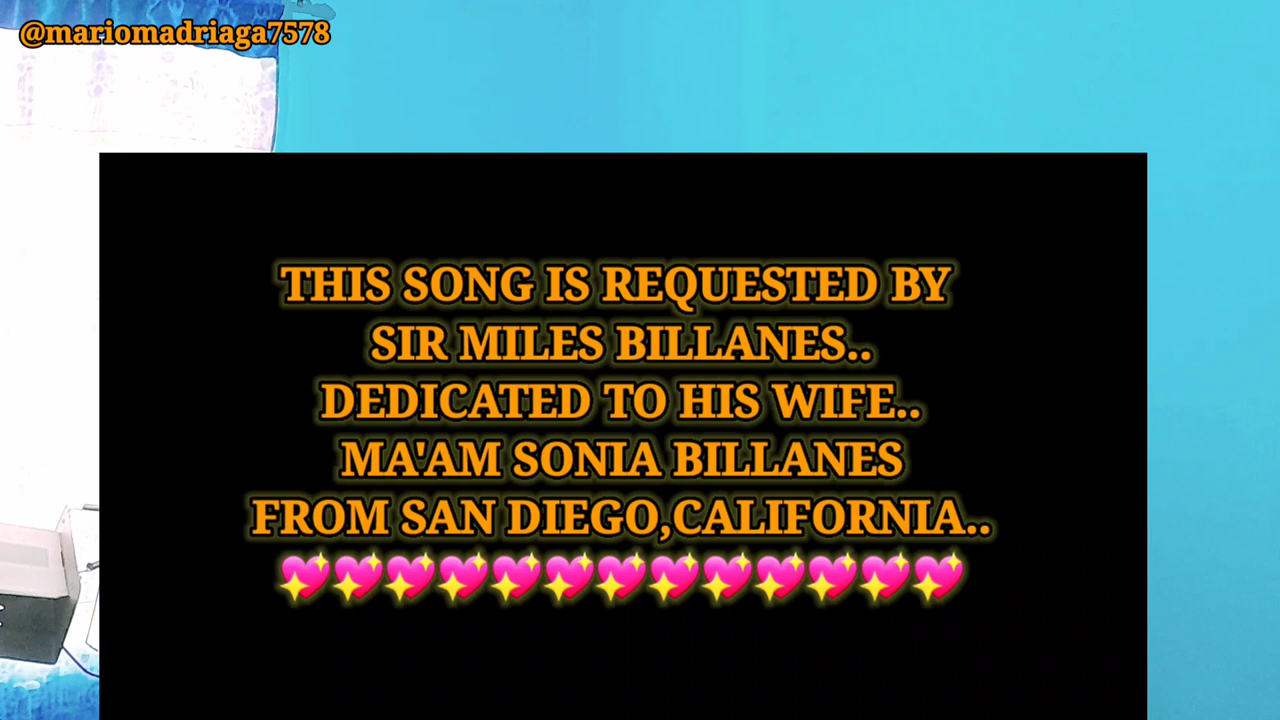 @mariomadriaga7578
THIS SONG IS REQUESTED BY
SIR MILES BILLANES..
DEDICATED TO HIS WIFE..
MA'AM SONIA BILLANES
FROM SAN DIEGO,CALIFORNIA..
💖💖💖💖💖💖💖💖💖💖💖💖💖